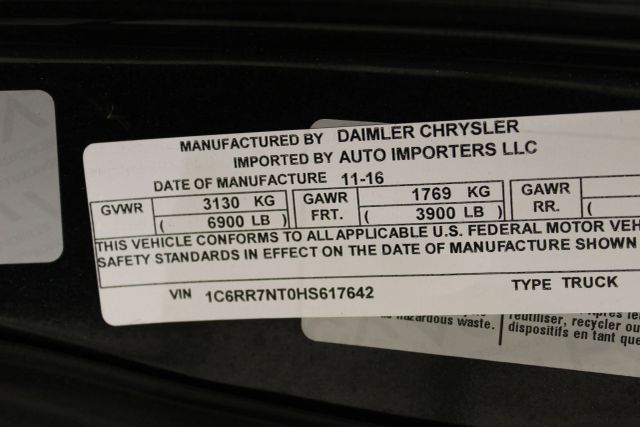 MANUFACTURED BY DAIMLER CHRYSLER
IMPORTED BY AUTO IMPORTERS LLC
DATE OF MANUFACTURE 11-16
GVWR 3130 KG GAWR 1769 KG GAWR
( 6900 LB ) FRT. ( 3900 LB ) RR. (
THIS VEHICLE CONFORMS TO ALL APPLICABLE U.S. FEDERAL MOTOR VEH
SAFETY STANDARDS IN EFFECT ON THE DATE OF MANUFACTURE SHOWN
VIN 1C6RR7NT0HS617642 TYPE TRUCK
as hazardous waste.
réutiliser, recycler ou
dispositifs en tant que